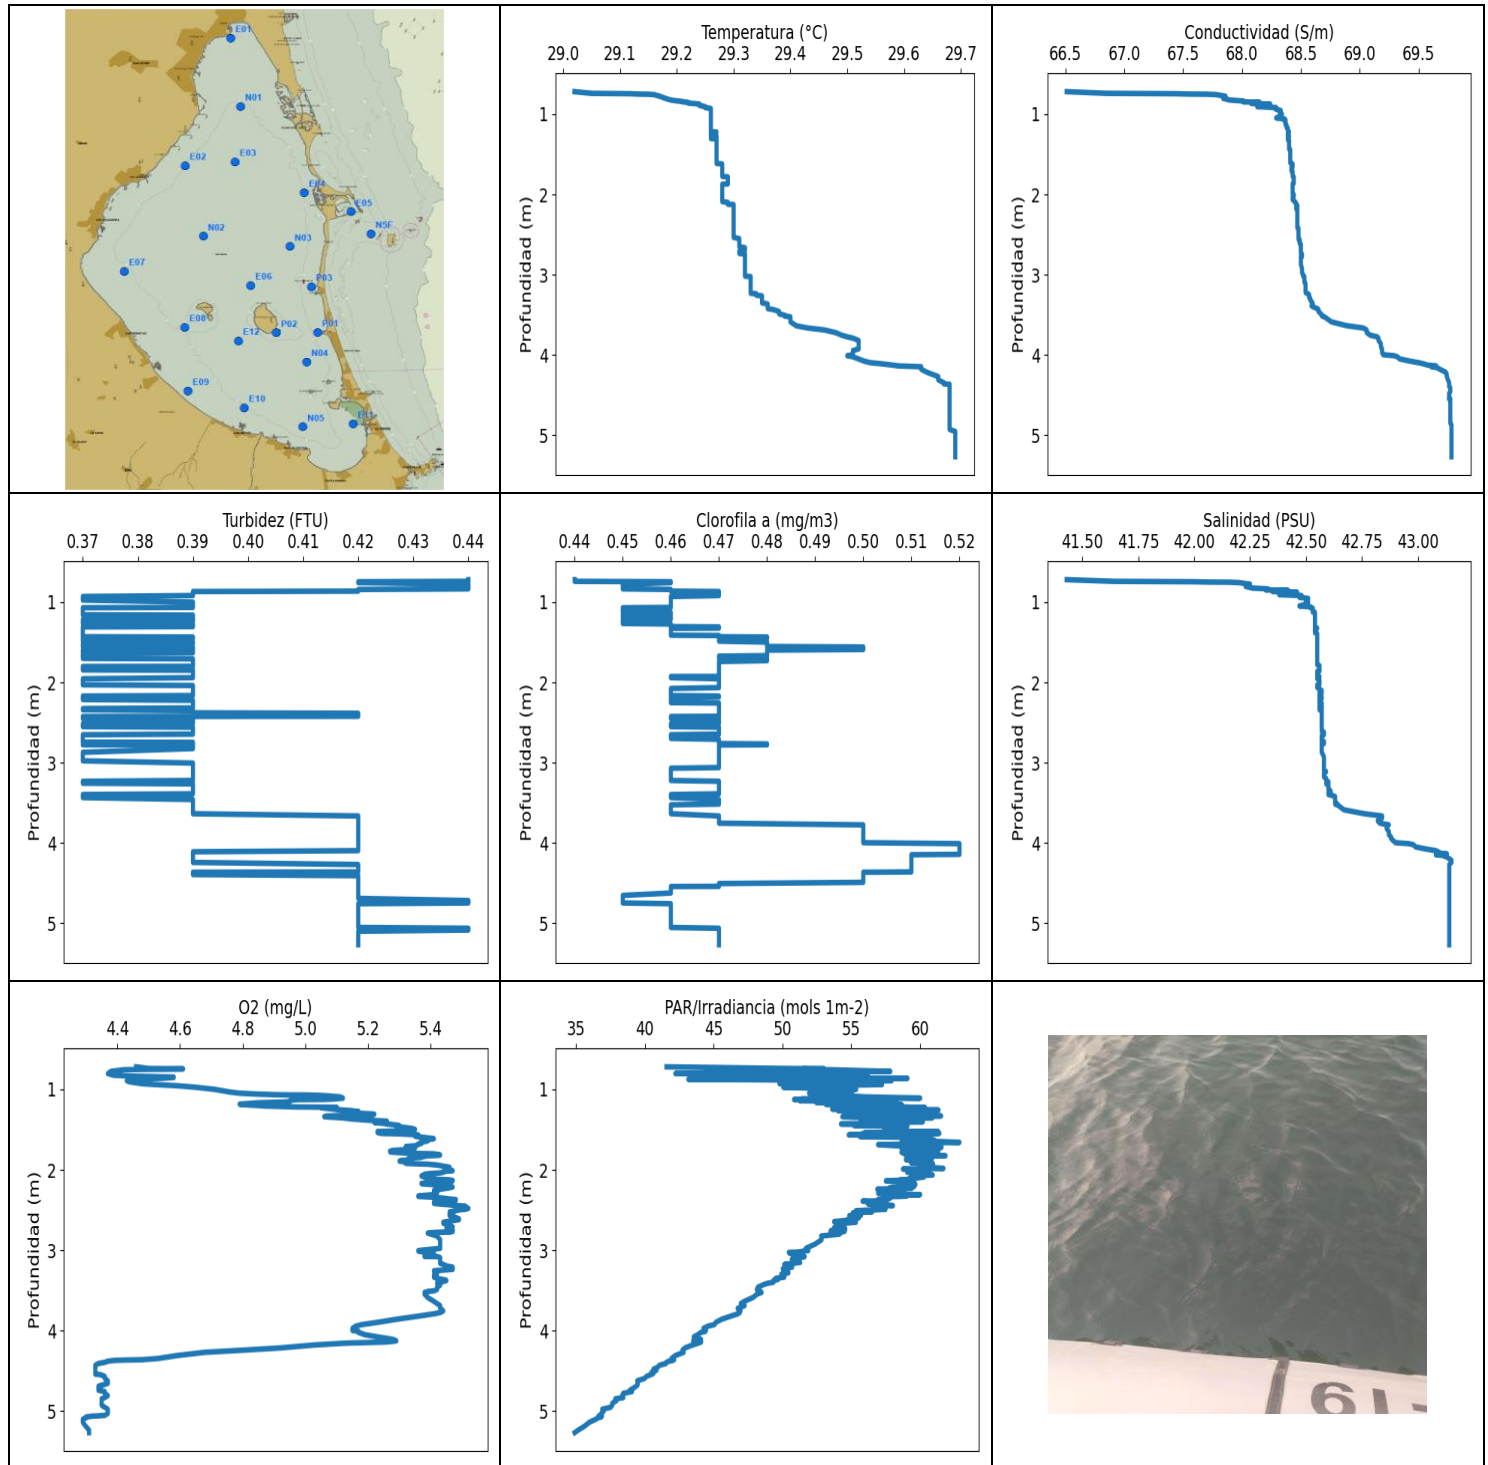 E01
N01
E02
E03
E04
E05
N5E
N02
N03
E07
E06
P03
E08
E12
P02
P01
N04
E09
E10
N05
E11
Temperatura (°C)
29.0 29.1 29.2 29.3 29.4 29.5 29.6 29.7
Profundidad (m)
1
2
3
4
5
Conductividad (S/m)
66.5 67.0 67.5 68.0 68.5 69.0 69.5
Profundidad (m)
1
2
3
4
5
Turbidez (FTU)
0.37 0.38 0.39 0.40 0.41 0.42 0.43 0.44
Profundidad (m)
1
2
3
4
5
Clorofila a (mg/m3)
0.44 0.45 0.46 0.47 0.48 0.49 0.50 0.51 0.52
Profundidad (m)
1
2
3
4
5
Salinidad (PSU)
41.50 41.75 42.00 42.25 42.50 42.75 43.00
Profundidad (m)
1
2
3
4
5
O2 (mg/L)
4.4 4.6 4.8 5.0 5.2 5.4
Profundidad (m)
1
2
3
4
5
PAR/Irradiancia (mols 1m-2)
35 40 45 50 55 60
Profundidad (m)
1
2
3
4
5